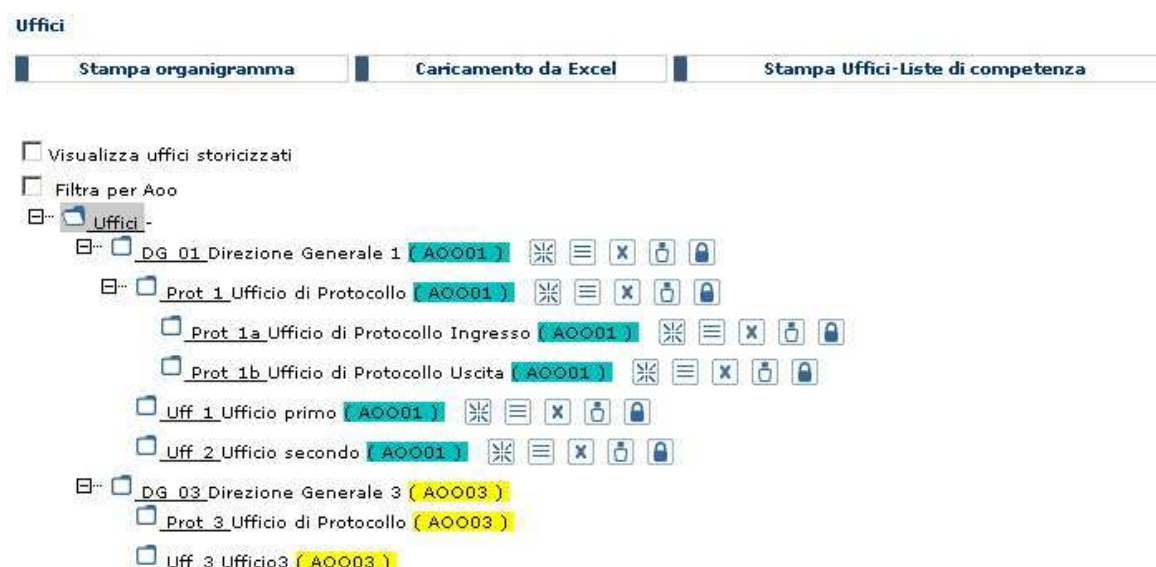 Uffici
Stampa organigramma Caricamento da Excel Stampa Uffici-Liste di competenza
Visualizza uffici storicizzati
Filtra per Aoo
Uffici -
DG 01 Direzione Generale 1 ( AOO01 )
Prot 1 Ufficio di Protocollo ( AOO01 )
Prot 1a Ufficio di Protocollo Ingresso ( AOO01 )
Prot 1b Ufficio di Protocollo Uscita ( AOO01 )
Uff 1 Ufficio primo ( AOO01 )
Uff 2 Ufficio secondo ( AOO01 )
DG 03 Direzione Generale 3 ( AOO03 )
Prot 3 Ufficio di Protocollo ( AOO03 )
Uff 3 Ufficio3 ( AOO03 )